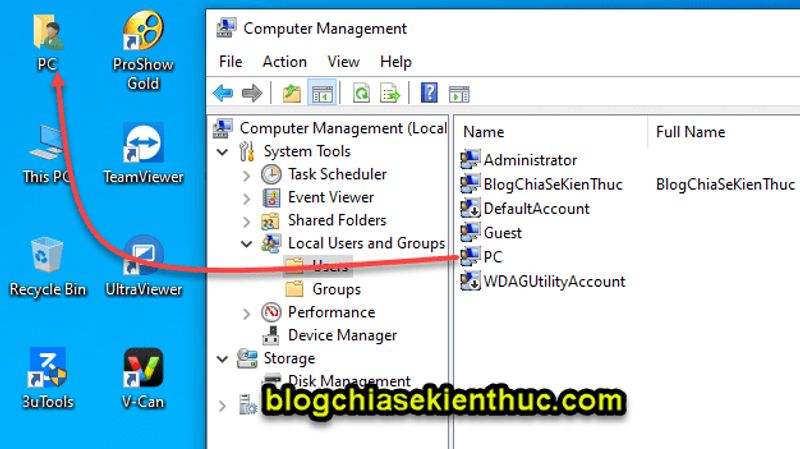 PC
ProShow
Gold
This PC
TeamViewer
Recycle Bin
UltraViewer
3uTools
V-Can
Computer Management
File Action View Help
Computer Management (Local
System Tools
Task Scheduler
Event Viewer
Shared Folders
Local Users and Groups
Users
Groups
Performance
Device Manager
Storage
Disk Management
Name Full Name
Administrator
BlogChiaSeKienThuc BlogChiaSeKienThuc
DefaultAccount
Guest
PC
WDAGUtilityAccount
blogchiasekienthuc.com